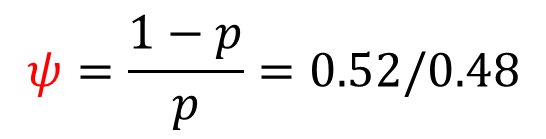 ψ = (1 − p)/p = 0.52/0.48